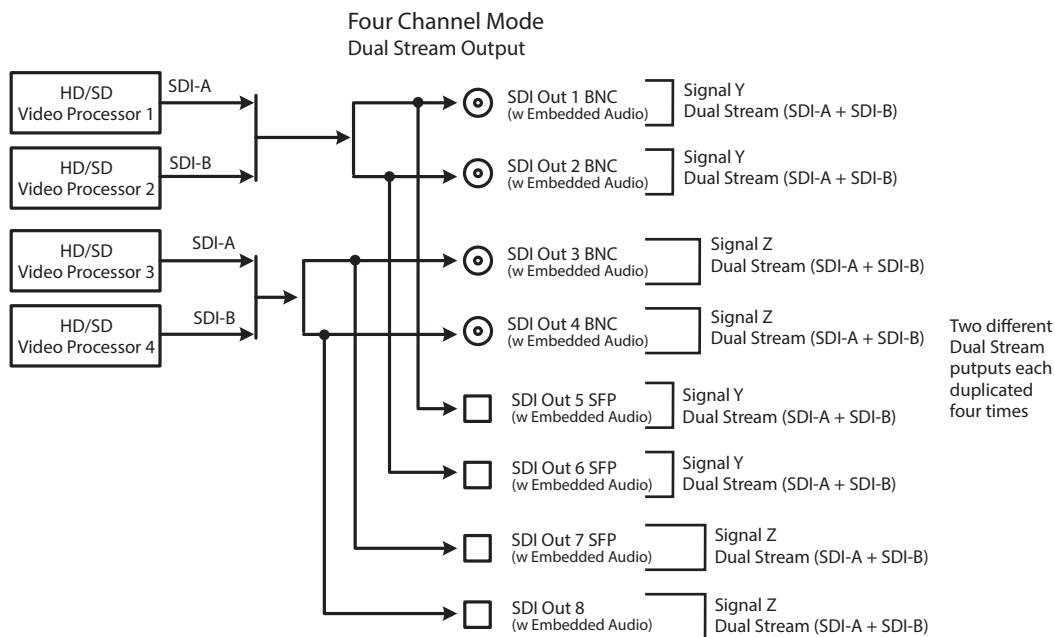 Four Channel Mode
Dual Stream Output
HD/SD
Video Processor 1
SDI-A
HD/SD
Video Processor 2
SDI-B
HD/SD
Video Processor 3
SDI-A
HD/SD
Video Processor 4
SDI-B
SDI Out 1 BNC
(w Embedded Audio)
Signal Y
Dual Stream (SDI-A + SDI-B)
SDI Out 2 BNC
(w Embedded Audio)
Signal Y
Dual Stream (SDI-A + SDI-B)
SDI Out 3 BNC
(w Embedded Audio)
Signal Z
Dual Stream (SDI-A + SDI-B)
SDI Out 4 BNC
(w Embedded Audio)
Signal Z
Dual Stream (SDI-A + SDI-B)
SDI Out 5 SFP
(w Embedded Audio)
Signal Y
Dual Stream (SDI-A + SDI-B)
SDI Out 6 SFP
(w Embedded Audio)
Signal Y
Dual Stream (SDI-A + SDI-B)
SDI Out 7 SFP
(w Embedded Audio)
Signal Z
Dual Stream (SDI-A + SDI-B)
SDI Out 8
(w Embedded Audio)
Signal Z
Dual Stream (SDI-A + SDI-B)
Two different
Dual Stream
putputs each
duplicated
four times